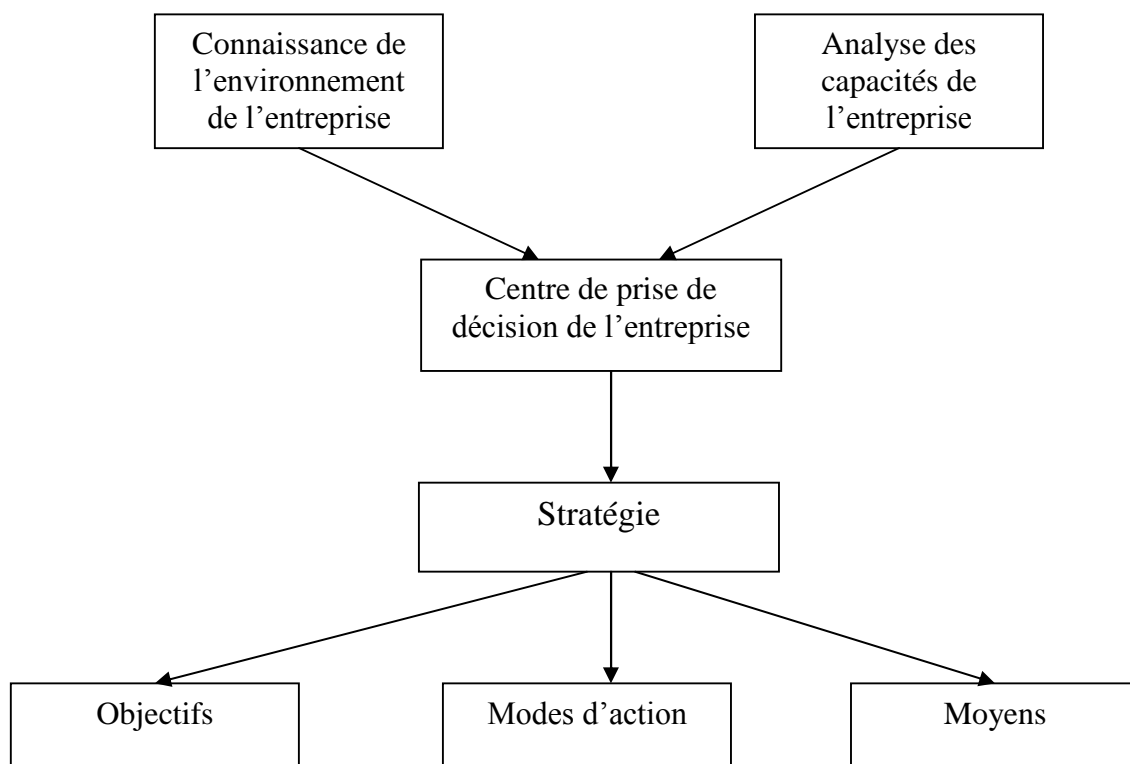 Connaissance de
l’environnement
de l’entreprise
Analyse des
capacités de
l’entreprise
Centre de prise de
décision de l’entreprise
Stratégie
Objectifs
Modes d’action
Moyens